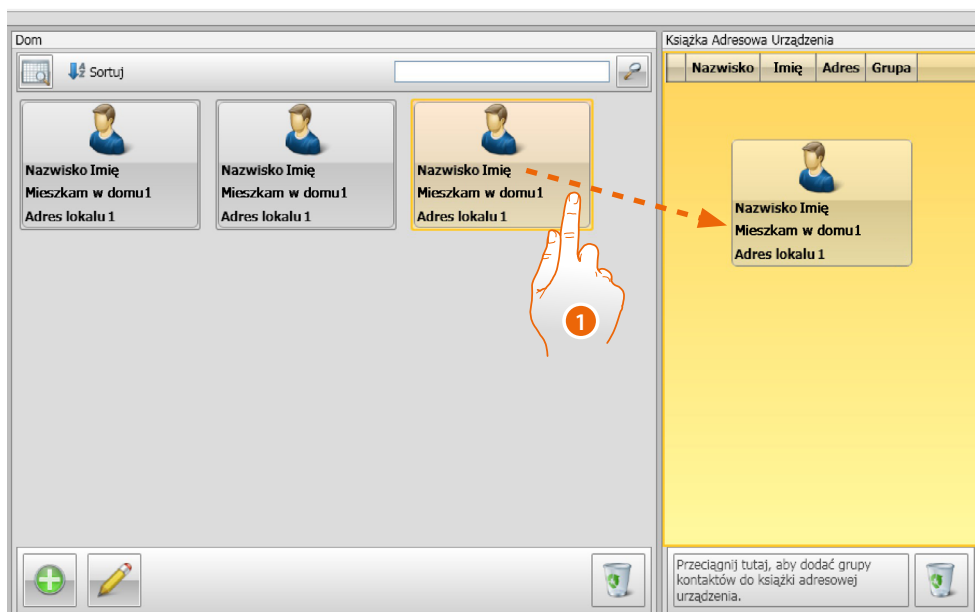 Dom
Sortuj
Nazwisko Imię
Mieszkam w domu1
Adres lokalu 1
Nazwisko Imię
Mieszkam w domu1
Adres lokalu 1
Nazwisko Imię
Mieszkam w domu1
Adres lokalu 1
1
Książka Adresowa Urządzenia
Nazwisko Imię Adres Grupa
Nazwisko Imię
Mieszkam w domu1
Adres lokalu 1
Przeciągnij tutaj, aby dodać grupy
kontaktów do książki adresowej
urządzenia.